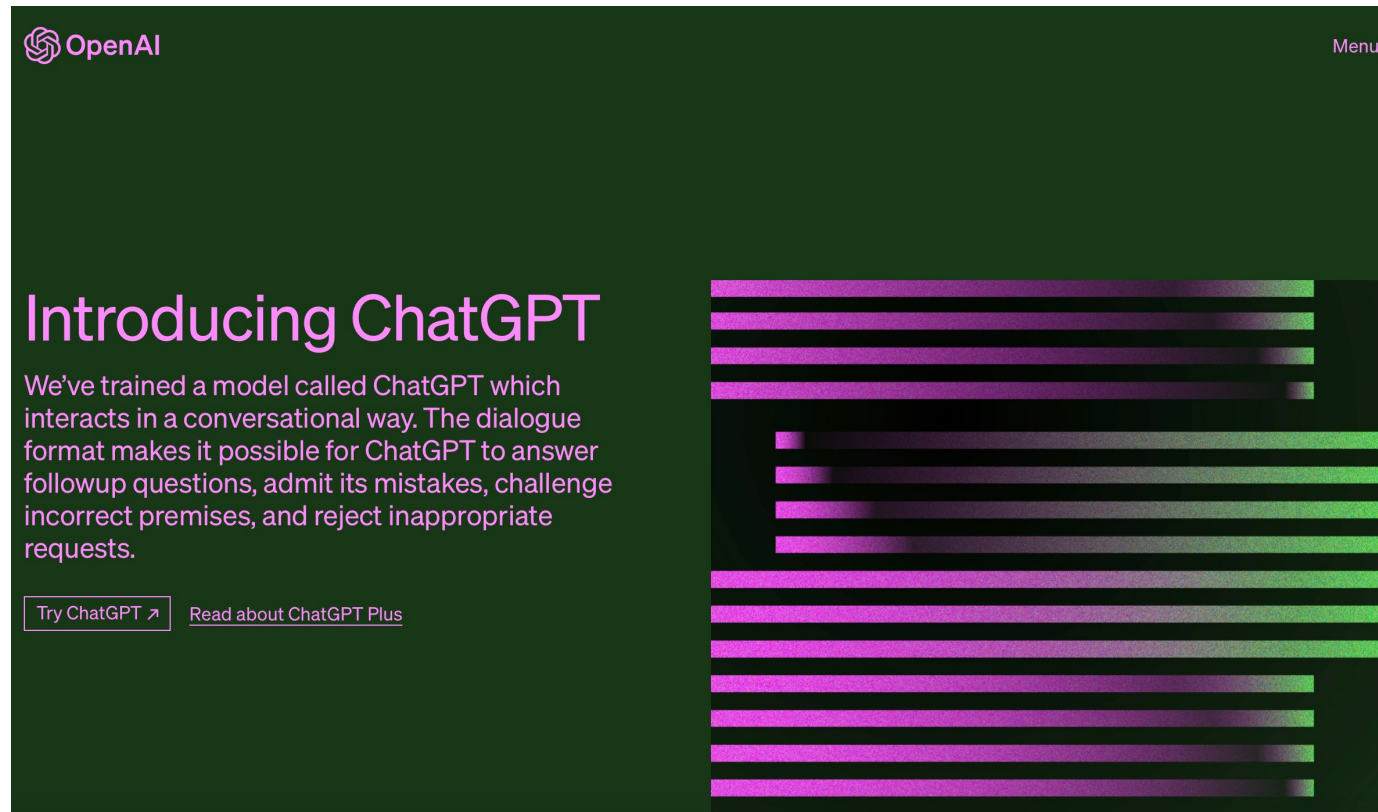 OpenAI
Menu
Introducing ChatGPT
We’ve trained a model called ChatGPT which
interacts in a conversational way. The dialogue
format makes it possible for ChatGPT to answer
followup questions, admit its mistakes, challenge
incorrect premises, and reject inappropriate
requests.
Try ChatGPT ↗
Read about ChatGPT Plus